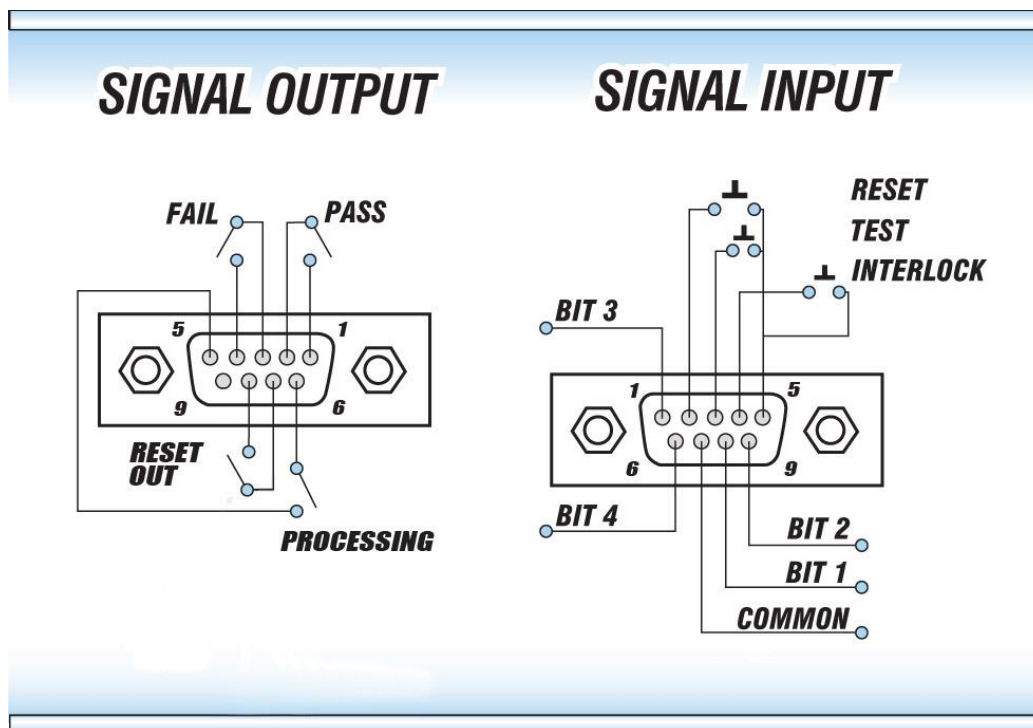 SIGNAL OUTPUT
FAIL
PASS
5
1
9
6
RESET
OUT
PROCESSING
SIGNAL INPUT
RESET
TEST
INTERLOCK
BIT 3
1
5
6
9
BIT 4
BIT 2
BIT 1
COMMON